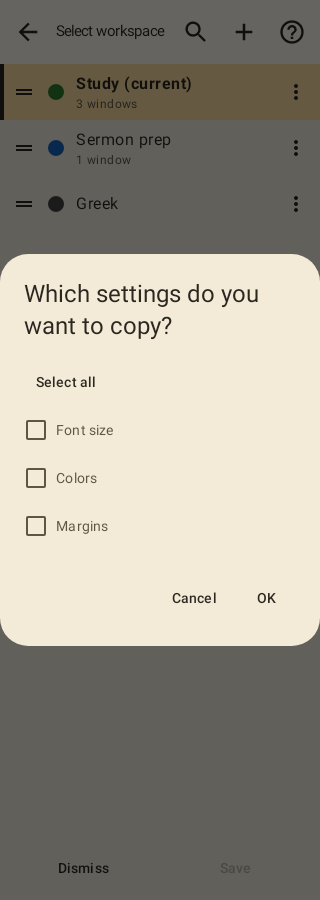 Select workspace
Study (current)
3 windows
Sermon prep
1 window
Greek
Which settings do you
want to copy?
Select all
Font size
Colors
Margins
Cancel OK
Dismiss Save